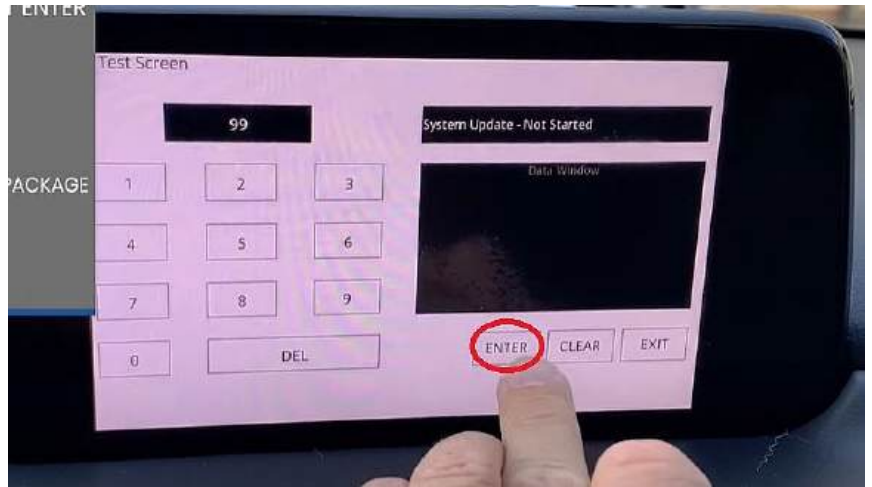 ENTER
PACKAGE
Test Screen
99
System Update - Not Started
Data Window
1 2 3
4 5 6
7 8 9
0 DEL
ENTER CLEAR EXIT